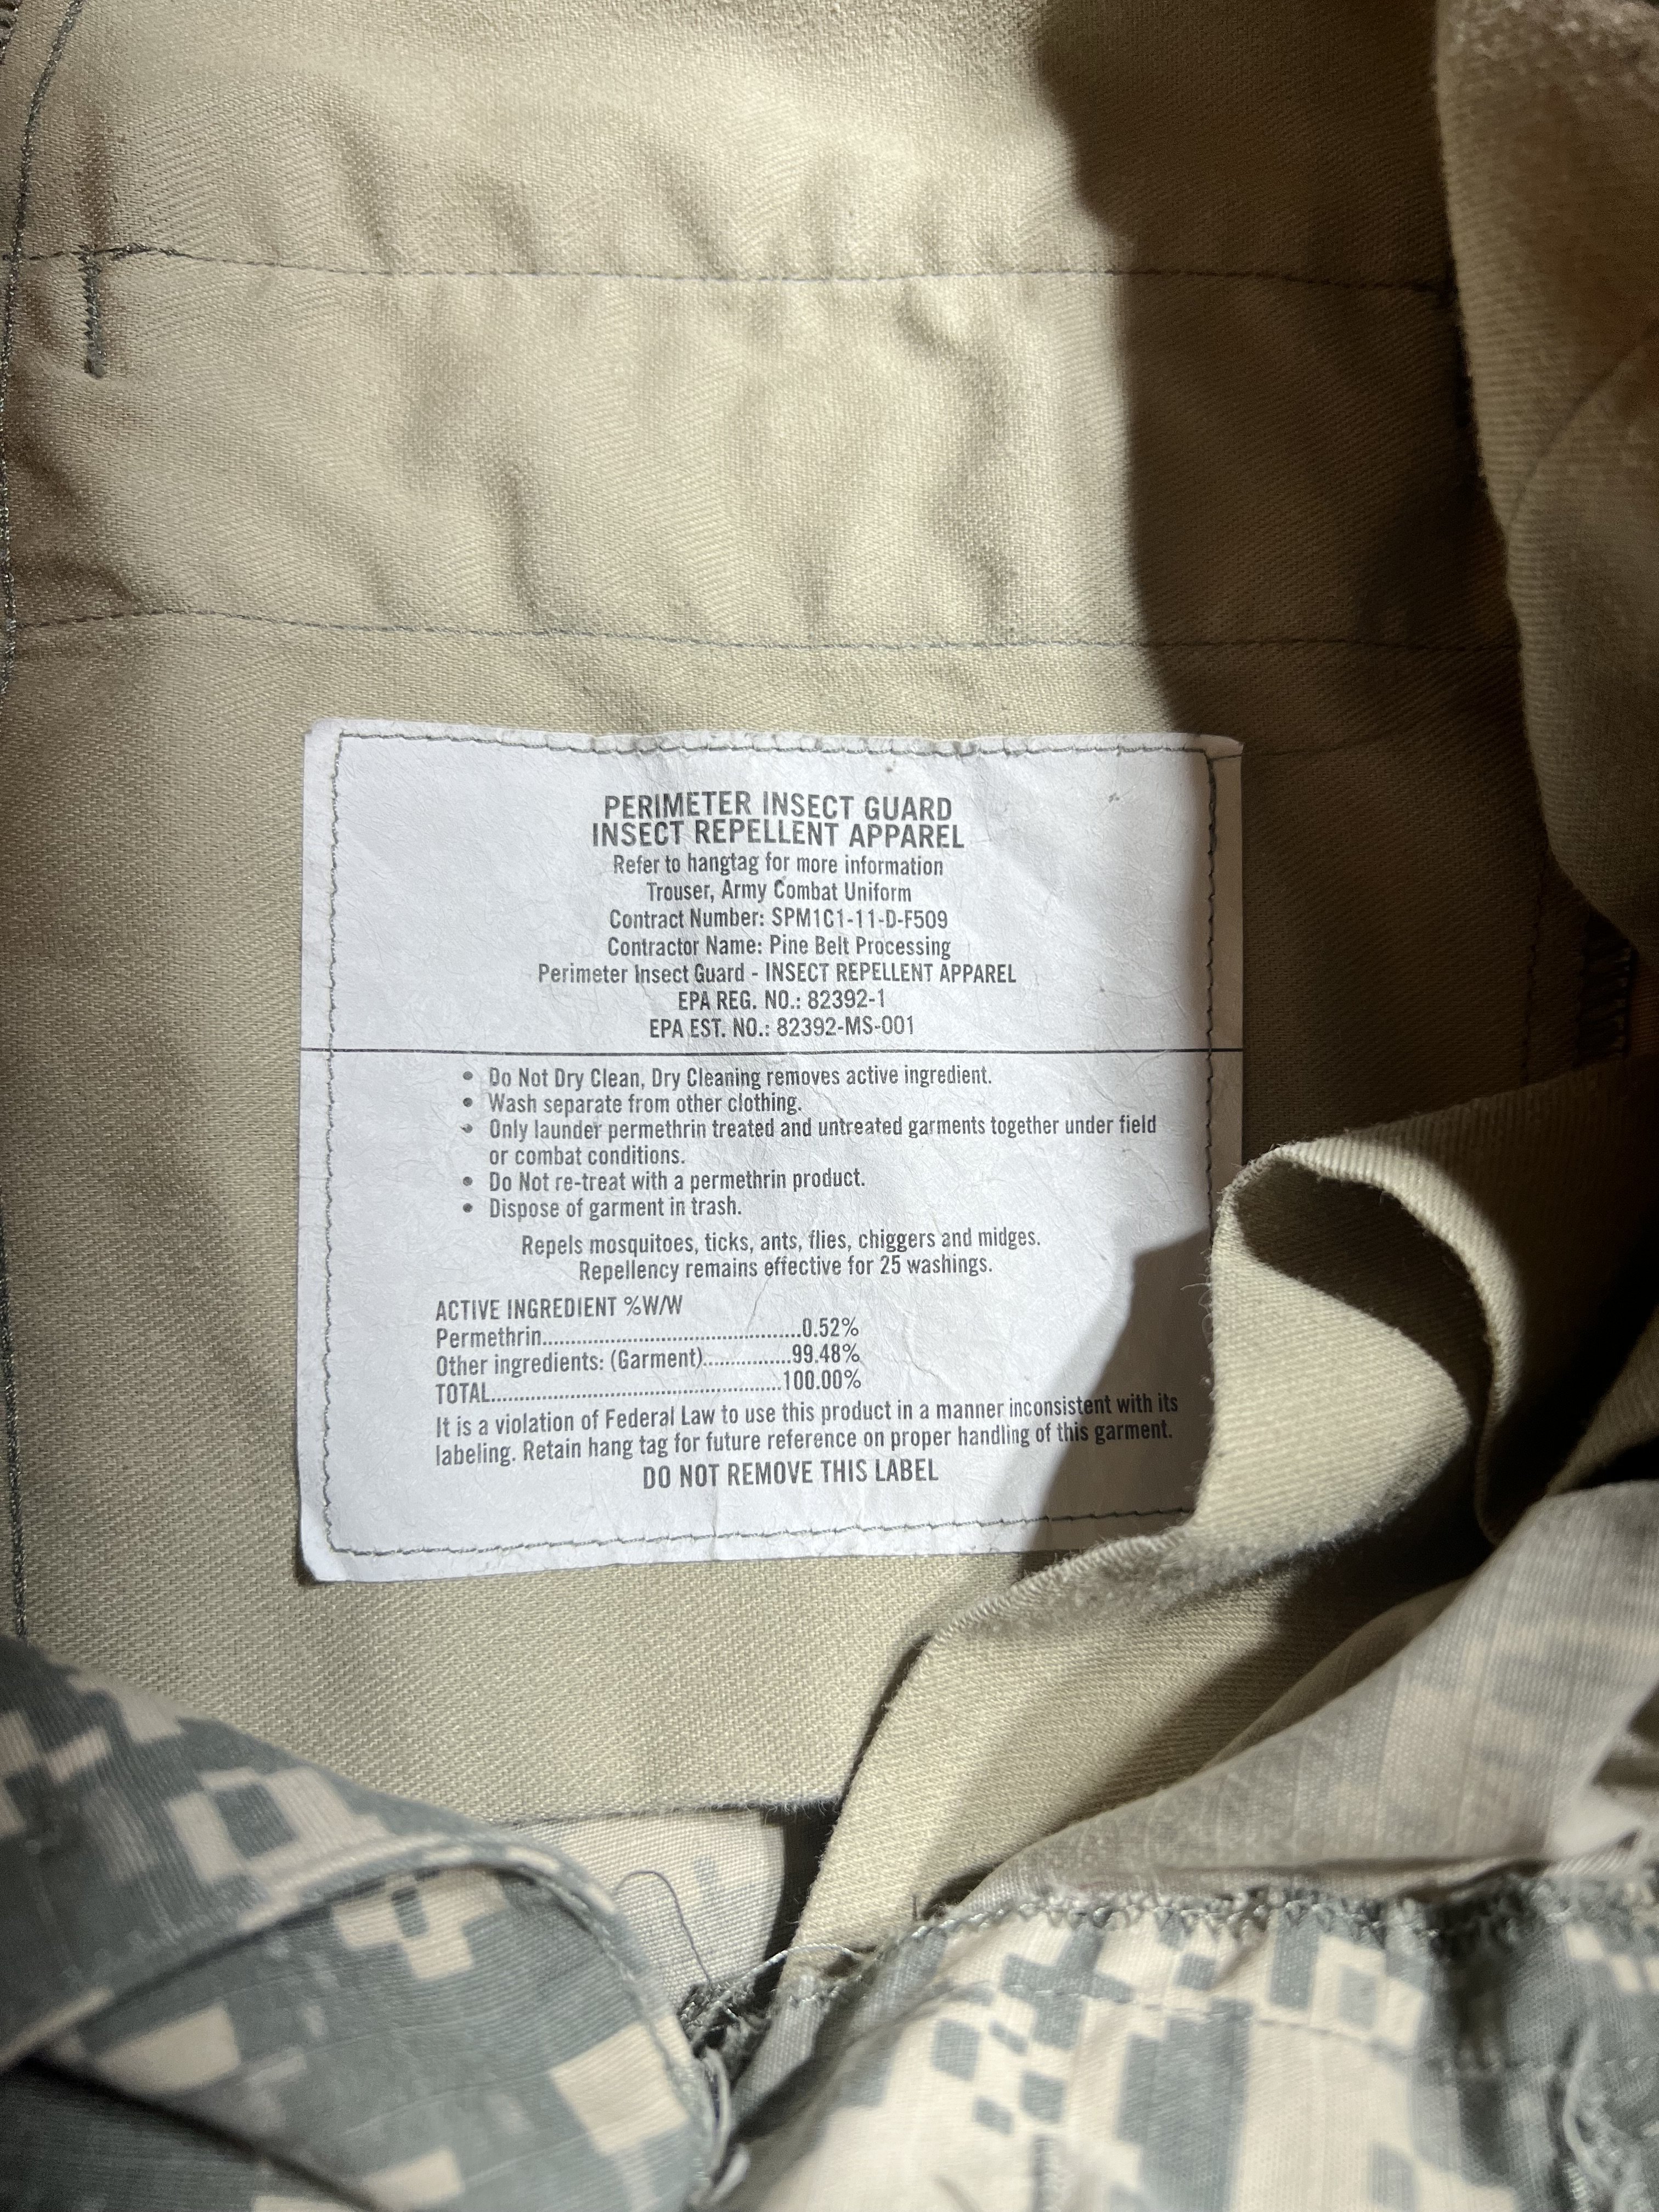 PERIMETER INSECT GUARD
INSECT REPELLENT APPAREL
Refer to hangtag for more information
Trouser, Army Combat Uniform
Contract Number: SPM1C1-11-D-F509
Contractor Name: Pine Belt Processing
Perimeter Insect Guard - INSECT REPELLENT APPAREL
EPA REG. NO.: 82392-1
EPA EST. NO.: 82392-MS-001
• Do Not Dry Clean, Dry Cleaning removes active ingredient.
• Wash separate from other clothing.
• Only launder permethrin treated and untreated garments together under field
or combat conditions.
• Do Not re-treat with a permethrin product.
• Dispose of garment in trash.
Repels mosquitoes, ticks, ants, flies, chiggers and midges.
Repellency remains effective for 25 washings.
ACTIVE INGREDIENT %W/W
Permethrin...............................................0.52%
Other ingredients: (Garment)................99.48%
TOTAL.....................................................100.00%
It is a violation of Federal Law to use this product in a manner inconsistent with its
labeling. Retain hang tag for future reference on proper handling of this garment.
DO NOT REMOVE THIS LABEL